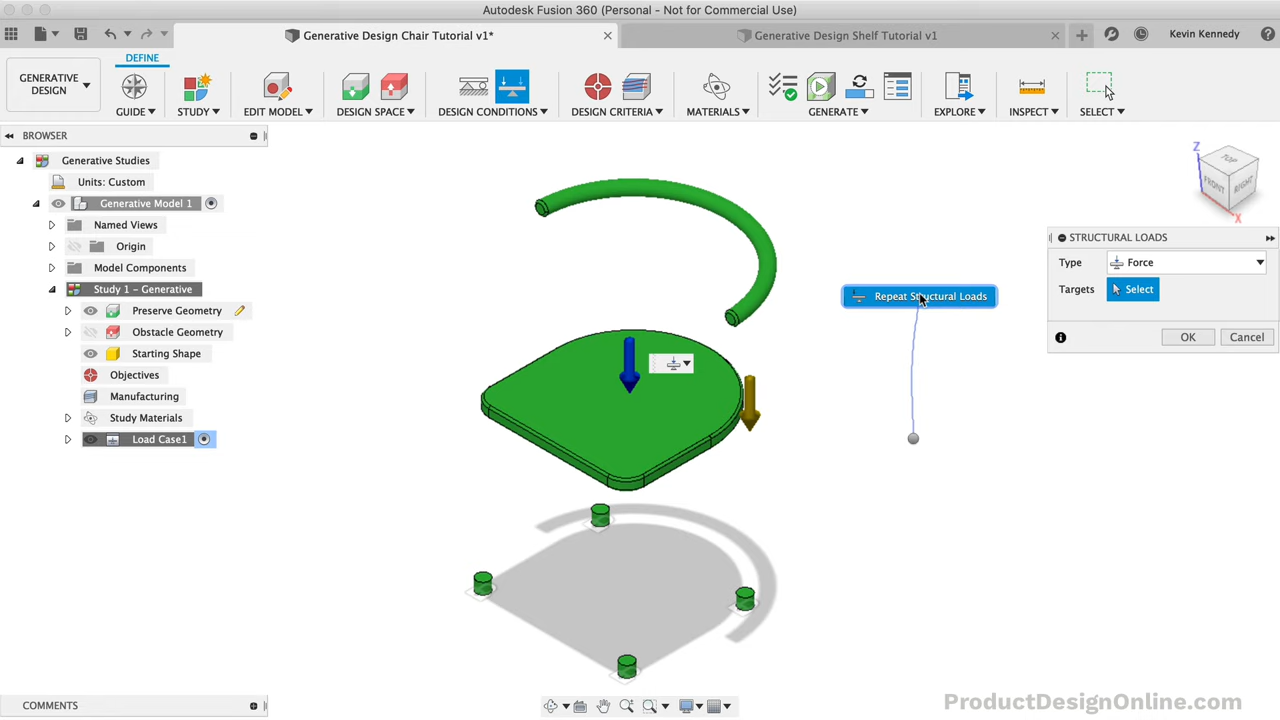 Autodesk Fusion 360 (Personal - Not for Commercial Use)
Generative Design Chair Tutorial v1*
Generative Design Shelf Tutorial v1
Kevin Kennedy
DEFINE
GENERATIVE
DESIGN
GUIDE
STUDY
EDIT MODEL
DESIGN SPACE
DESIGN CONDITIONS
DESIGN CRITERIA
MATERIALS
GENERATE
EXPLORE
INSPECT
SELECT
BROWSER
Generative Studies
Units: Custom
Generative Model 1
Named Views
Origin
Model Components
Study 1 - Generative
Preserve Geometry
Obstacle Geometry
Starting Shape
Objectives
Manufacturing
Study Materials
Load Case1
Z
TOP
FRONT
RIGHT
X
STRUCTURAL LOADS
Type
Force
Targets
Select
OK
Cancel
Repeat Structural Loads
COMMENTS
ProductDesignOnline.com